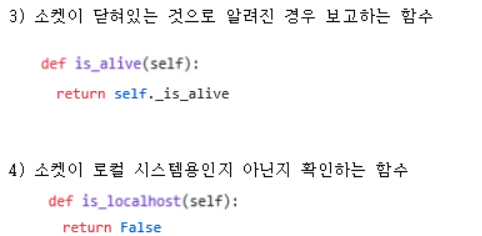 3) 소켓이 닫혀있는 것으로 알려진 경우 보고하는 함수
def is_alive(self):
return self._is_alive
4) 소켓이 로컬 시스템용인지 아닌지 확인하는 함수
def is_localhost(self):
return False